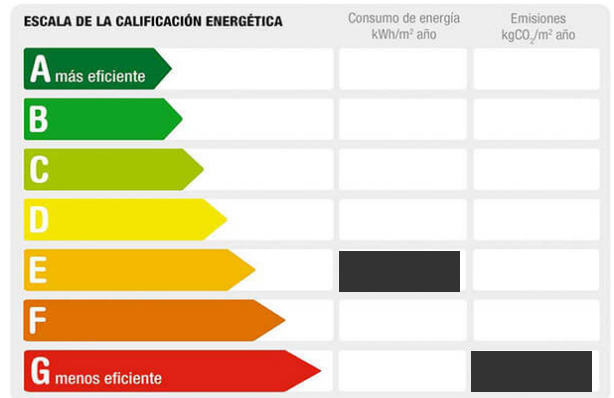 ESCALA DE LA CALIFICACIÓN ENERGÉTICA
Consumo de energía
kWh/m² año
Emisiones
kgCO₂/m² año
A más eficiente
B
C
D
E
F
G menos eficiente